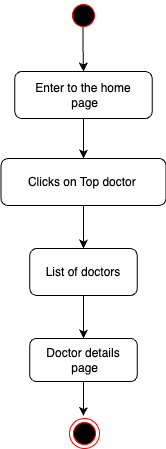 Enter to the home
page
Clicks on Top doctor
List of doctors
Doctor details
page